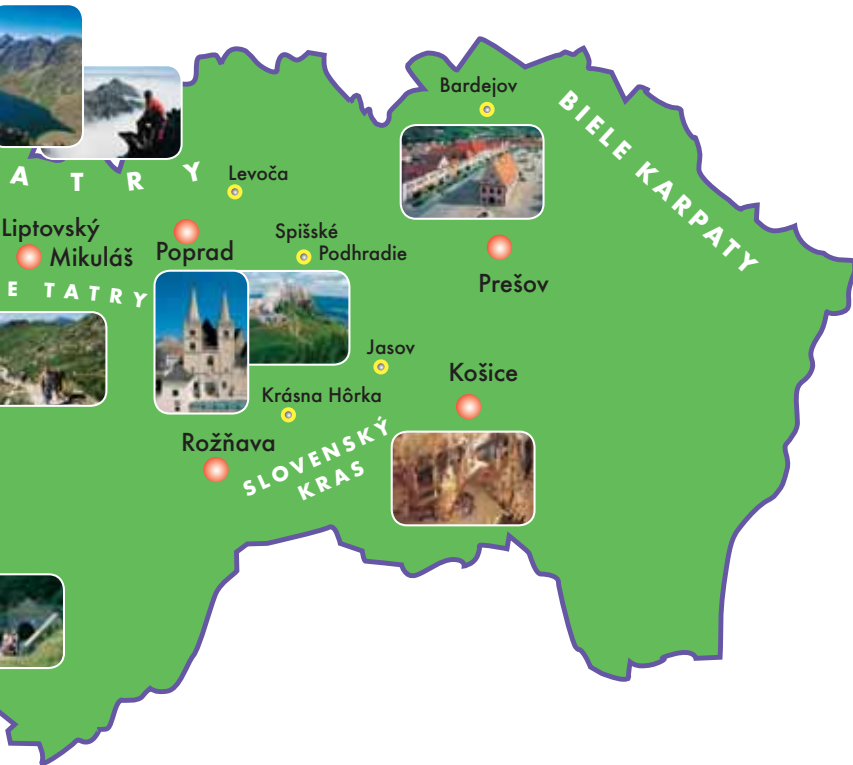 Bardejov
BIELE KARPATY
A T R Y
Levoča
Liptovský
Mikuláš
Poprad
Spišské
Podhradie
Prešov
E TATRY
Jasov
Košice
Krásna Hôrka
Rožňava
SLOVENSKÝ
KRAS